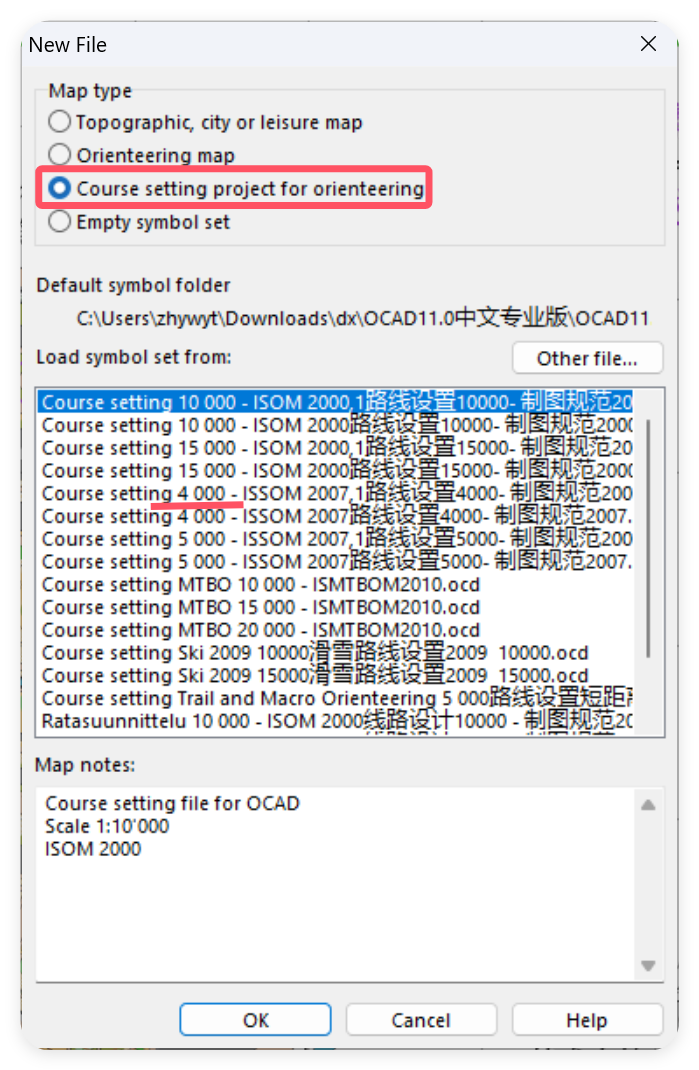 New File
Map type
Topographic, city or leisure map
Orienteering map
Course setting project for orienteering
Empty symbol set
Default symbol folder
C:\Users\zhywyt\Downloads\dx\OCAD11.0中文专业版\OCAD11
Load symbol set from:
Other file...
Course setting 10 000 - ISOM 2000,1路线设置10000- 制图规范20
Course setting 10 000 - ISOM 2000路线设置10000- 制图规范2000
Course setting 15 000 - ISOM 2000,1路线设置15000- 制图规范20
Course setting 15 000 - ISOM 2000路线设置15000- 制图规范2000
Course setting 4 000 - ISSOM 2007,1路线设置4000- 制图规范200
Course setting 4 000 - ISSOM 2007路线设置4000- 制图规范2007.
Course setting 5 000 - ISSOM 2007,1路线设置5000- 制图规范200
Course setting 5 000 - ISSOM 2007路线设置5000- 制图规范2007.
Course setting MTBO 10 000 - ISMTBOM2010.ocd
Course setting MTBO 15 000 - ISMTBOM2010.ocd
Course setting MTBO 20 000 - ISMTBOM2010.ocd
Course setting Ski 2009 10000滑雪路线设置2009_10000.ocd
Course setting Ski 2009 15000滑雪路线设置2009_15000.ocd
Course setting Trail and Macro Orienteering 5 000路线设置短距离
Ratasuunnittelu 10 000 - ISOM 2000线路设计10000 - 制图规范20
Map notes:
Course setting file for OCAD
Scale 1:10'000
ISOM 2000
OK
Cancel
Help